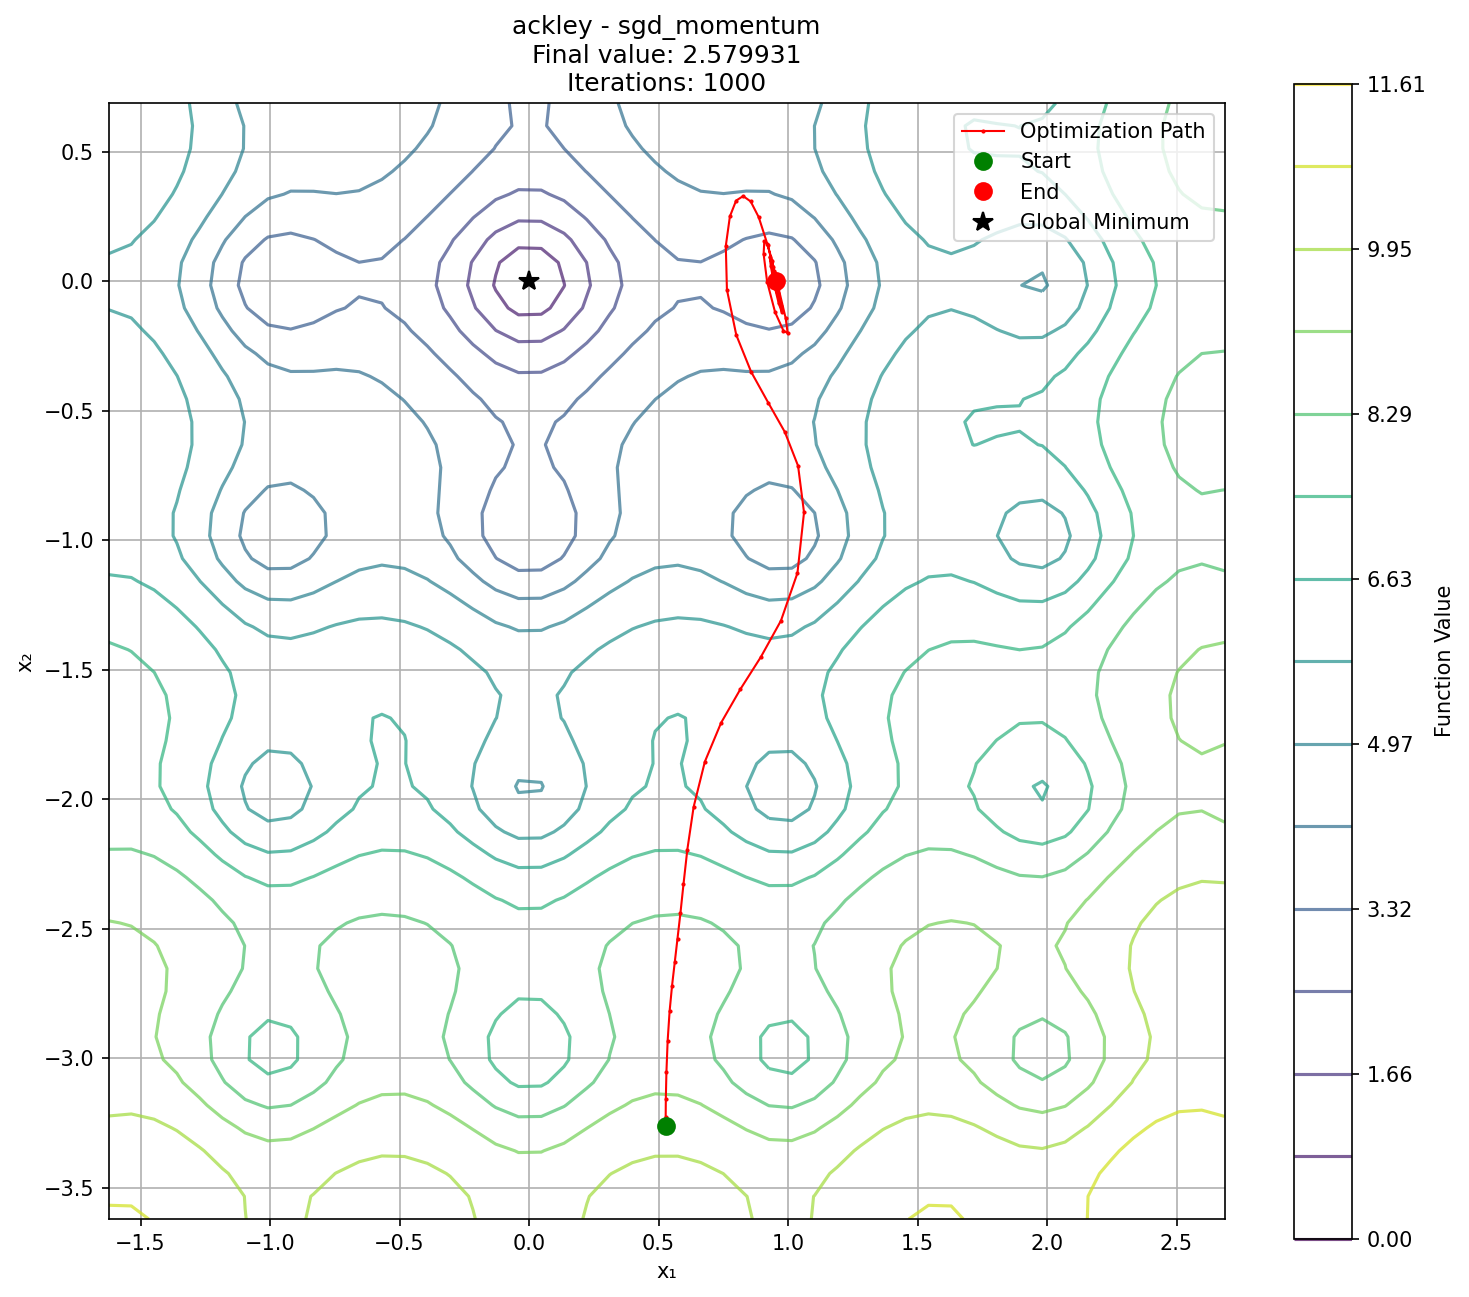 ackley - sgd_momentum
Final value: 2.579931
Iterations: 1000
Optimization Path
Start
End
Global Minimum
0.5
0.0
−0.5
−1.0
−1.5
−2.0
−2.5
−3.0
−3.5
x₂
−1.5
−1.0
−0.5
0.0
0.5
1.0
1.5
2.0
2.5
x₁
11.61
9.95
8.29
6.63
4.97
3.32
1.66
0.00
Function Value